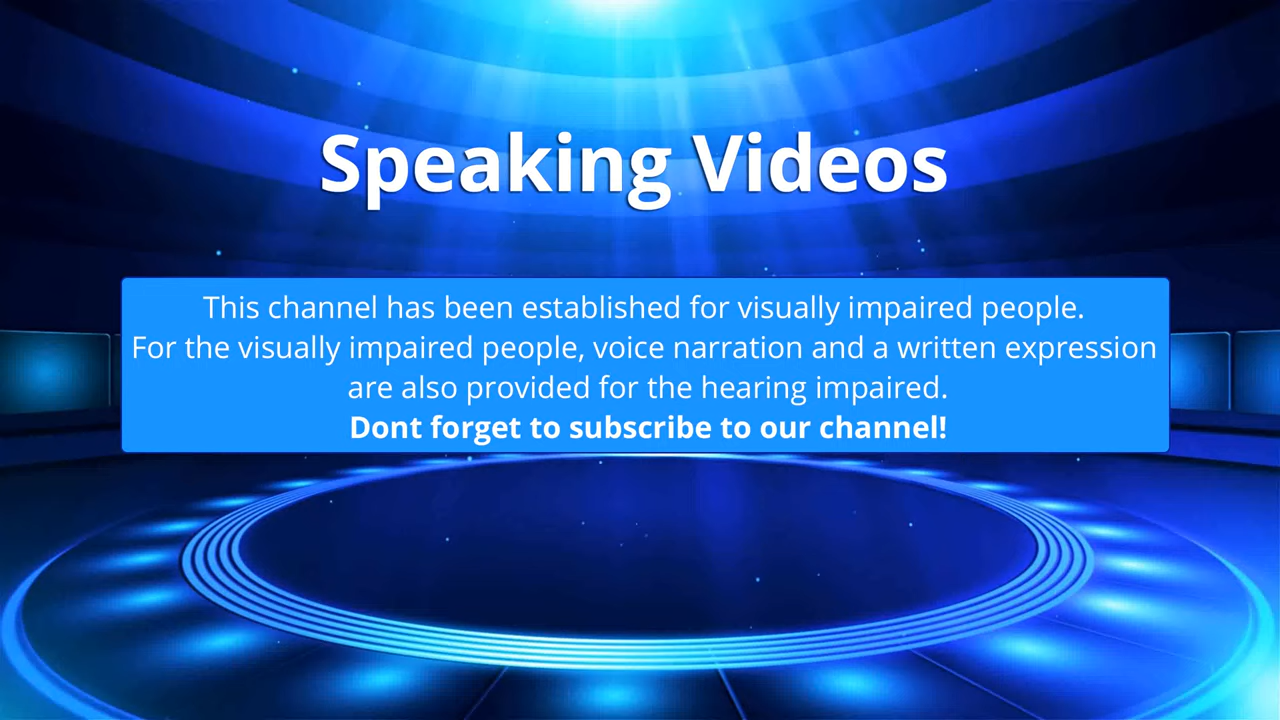 Speaking Videos
This channel has been established for visually impaired people.
For the visually impaired people, voice narration and a written expression
are also provided for the hearing impaired.
Dont forget to subscribe to our channel!